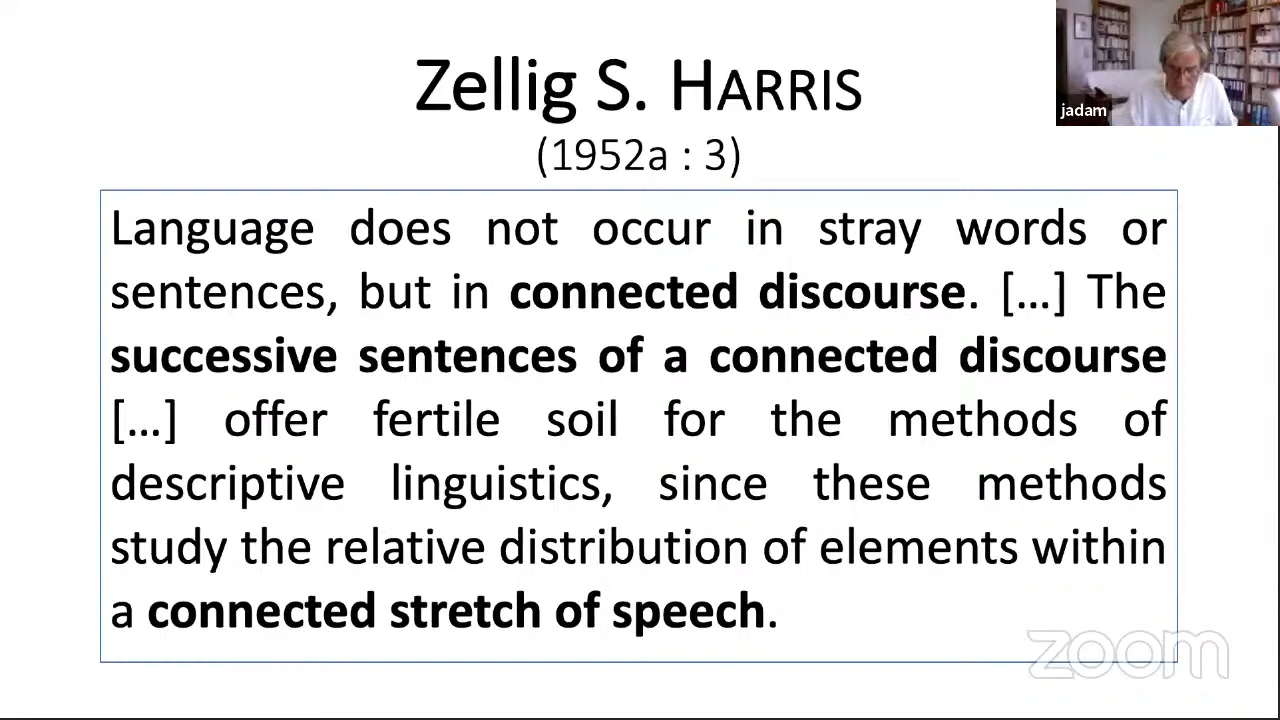 Zellig S. HARRIS
(1952a : 3)
jadam
Language does not occur in stray words or
sentences, but in connected discourse. […] The
successive sentences of a connected discourse
[…] offer fertile soil for the methods of
descriptive linguistics, since these methods
study the relative distribution of elements within
a connected stretch of speech.
zoom